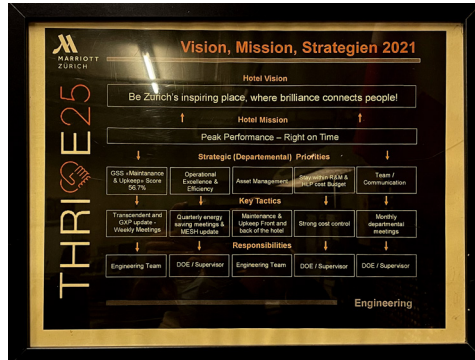 MARRIOTT
ZÜRICH
Vision, Mission, Strategien 2021
THRIVE25
Hotel Vision
Be Zurich's inspiring place, where brilliance connects people!
Hotel Mission
Peak Performance – Right on Time
Strategic (Departemental) Priorities
GSS «Maintanance
& Upkeep» Score
56.7%
Operational
Excellence &
Efficiency
Asset Management
Stay within R&M &
HLP cost Budget
Team /
Communication
Key Tactics
Transcendent and
GXP update -
Weekly Meetings
Quarterly energy
saving meetings &
MESH update
Maintenance &
Upkeep Front and
back of the hotel
Strong cost control
Monthly
departmental
meetings
Responsibilities
Engineering Team
DOE / Supervisor
Engineering Team
DOE / Supervisor
DOE / Supervisor
Engineering